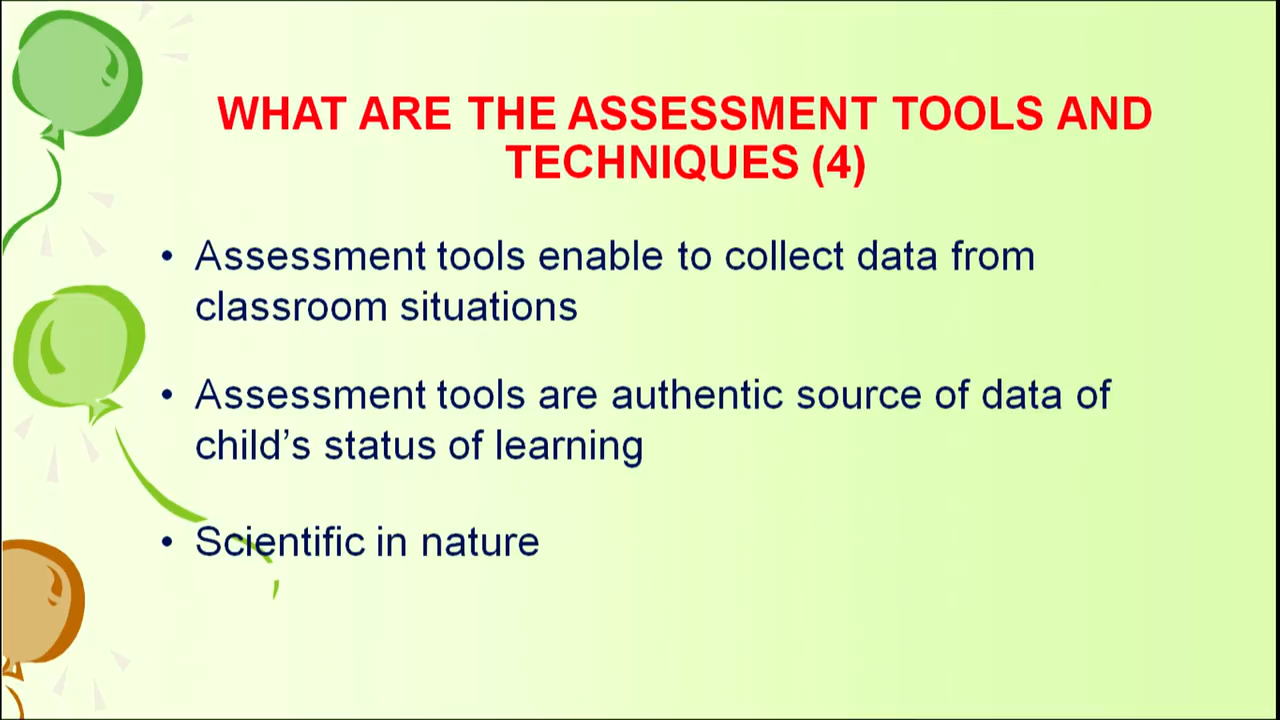 WHAT ARE THE ASSESSMENT TOOLS AND
TECHNIQUES (4)
• Assessment tools enable to collect data from
classroom situations
• Assessment tools are authentic source of data of
child’s status of learning
• Scientific in nature